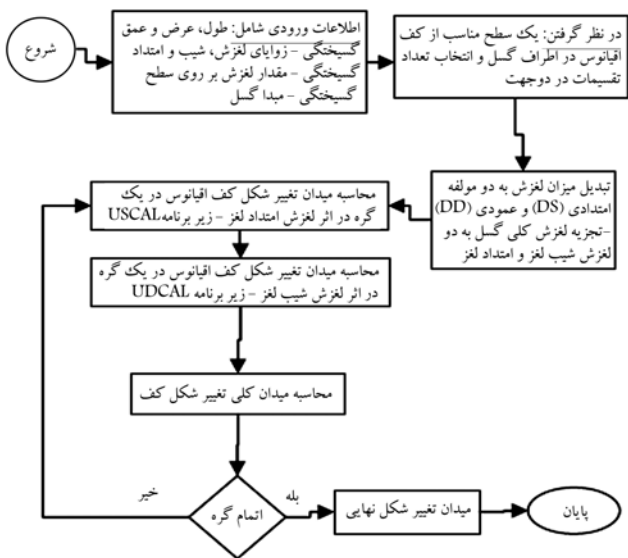 شروع
اطلاعات ورودی شامل: طول، عرض و عمق
گسیختگی – زوایای لغزش، شیب و امتداد
گسیختگی – مقدار لغزش بر روی سطح
گسیختگی – مبدا گسل
در نظر گرفتن: یک سطح مناسب از کف
اقیانوس در اطراف گسل و انتخاب تعداد
تقسیمات در دوجهت
تبدیل میزان لغزش به دو مولفه
امتدادی (DS) و عمودی (DD)
–تجزیه لغزش کلی گسل به دو
لغزش شیب لغز و امتداد لغز
محاسبه میدان تغییر شکل کف اقیانوس در یک
گره در اثر لغزش امتداد لغز – زیر برنامه USCAL
محاسبه میدان تغییر شکل کف اقیانوس در یک گره
در اثر لغزش شیب لغز – زیر برنامه UDCAL
محاسبه میدان کلی تغییر شکل کف
اتمام گره
خیر
بله
میدان تغییر شکل نهایی
پایان